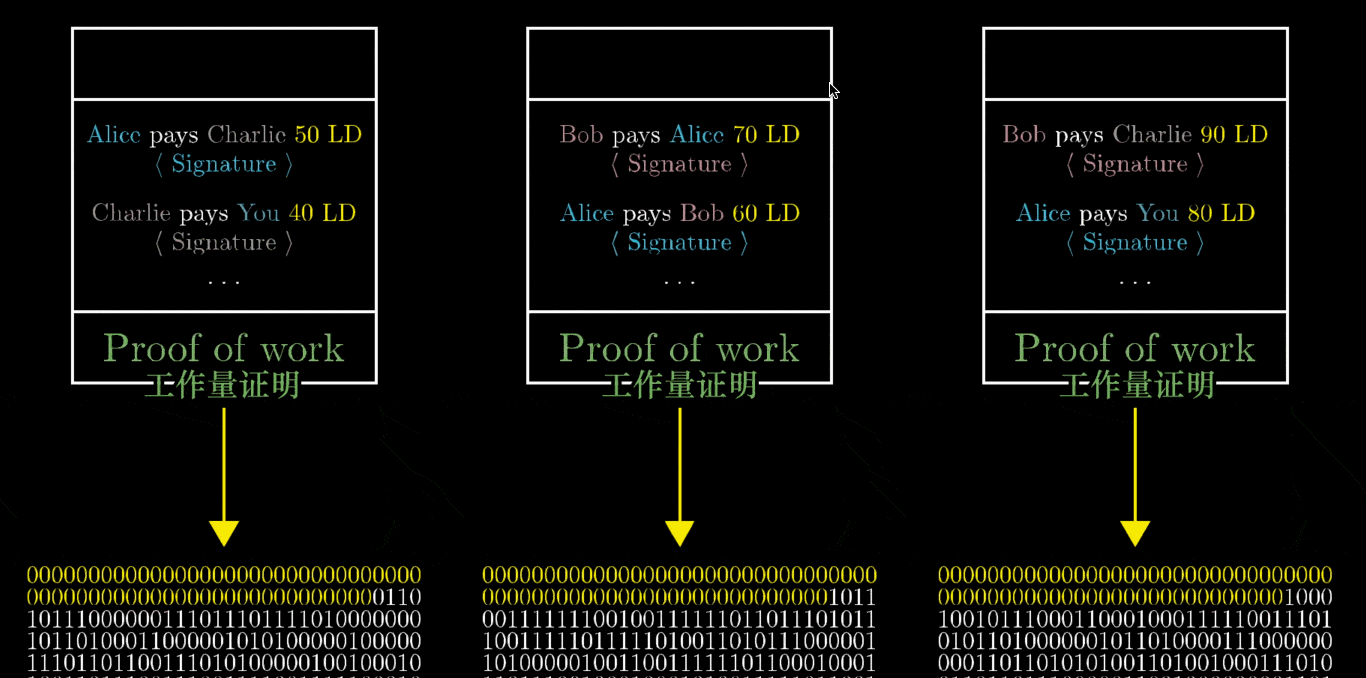 Alice pays Charlie 50 LD
⟨ Signature ⟩
Charlie pays You 40 LD
⟨ Signature ⟩
...
Proof of work
工作量证明
00000000000000000000000000000000
00000000000000000000000000000110
10111000000111011101111010000000
10110100011000001010100000100000
11101101100111010100000100100010
Bob pays Alice 70 LD
⟨ Signature ⟩
Alice pays Bob 60 LD
⟨ Signature ⟩
...
Proof of work
工作量证明
00000000000000000000000000000000
00000000000000000000000000001011
00111111100100111111011011101011
10011111011111010011010111000001
10100000100110011111101100010001
Bob pays Charlie 90 LD
⟨ Signature ⟩
Alice pays You 80 LD
⟨ Signature ⟩
...
Proof of work
工作量证明
00000000000000000000000000000000
00000000000000000000000000001000
10010111000110001000111110011101
01011010000001011010000111000000
00011011010101001101001000111010